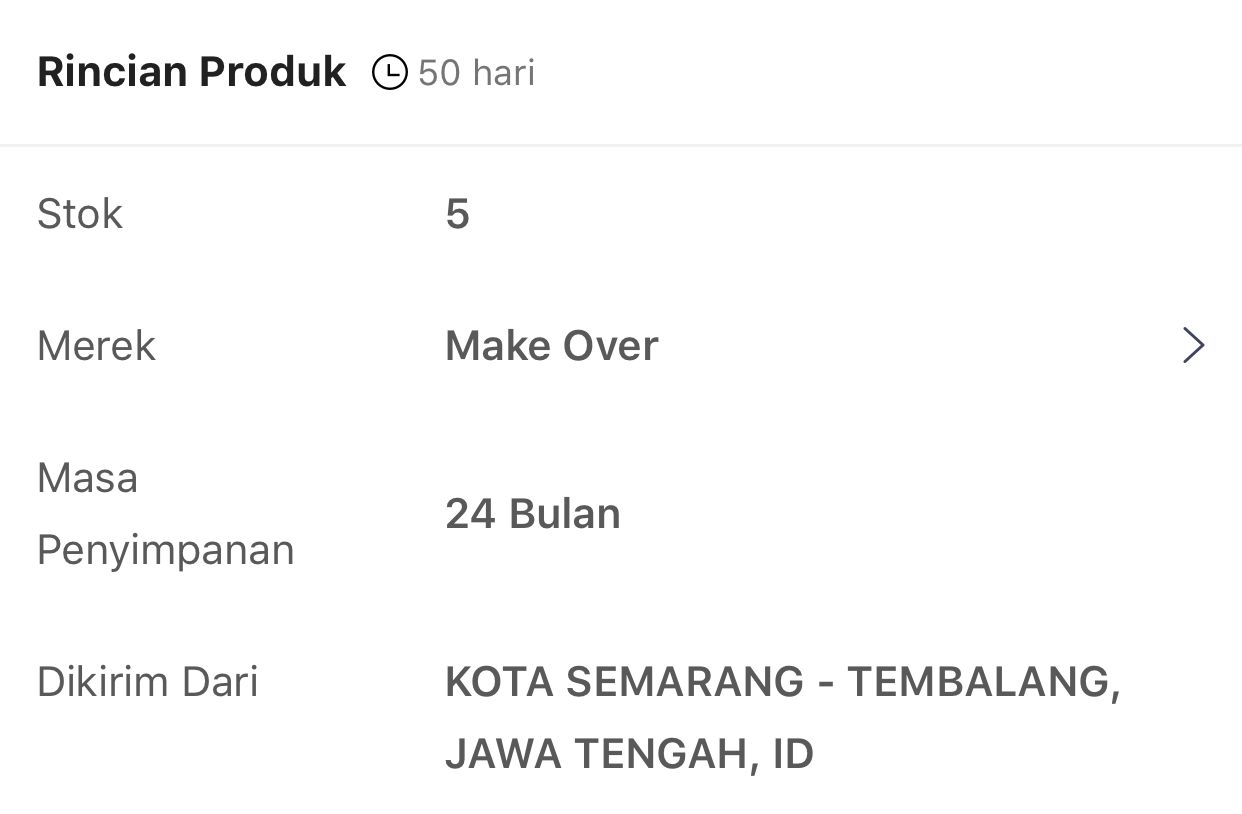 Rincian Produk 50 hari
Stok 5
Merek Make Over
Masa
Penyimpanan 24 Bulan
Dikirim Dari KOTA SEMARANG - TEMBALANG,
JAWA TENGAH, ID